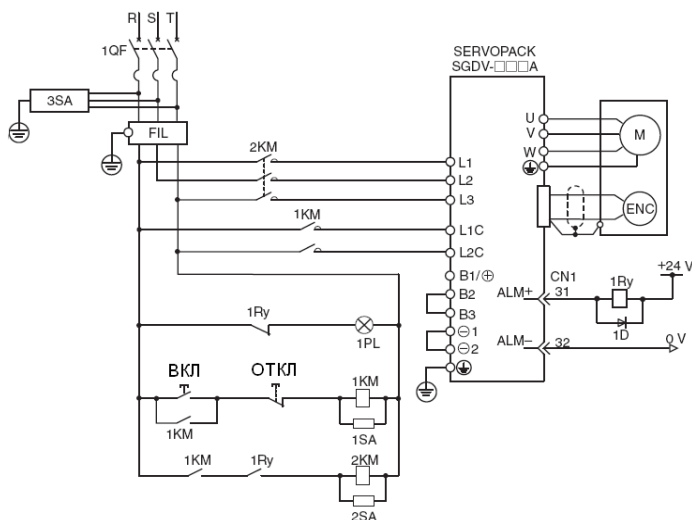 R S T
1QF
3SA
FIL
SERVOPACK
SGDV-□□□A
2KM
1KM
L1
L2
L3
L1C
L2C
B1/⊕
B2
B3
⊖1
⊖2
U
V
W
M
ENC
CN1
ALM+ 31
1Ry
+24 V
1D
ALM− 32
0 V
1Ry
1PL
ВКЛ
ОТКЛ
1KM
1KM
1SA
1KM
1Ry
2KM
2SA